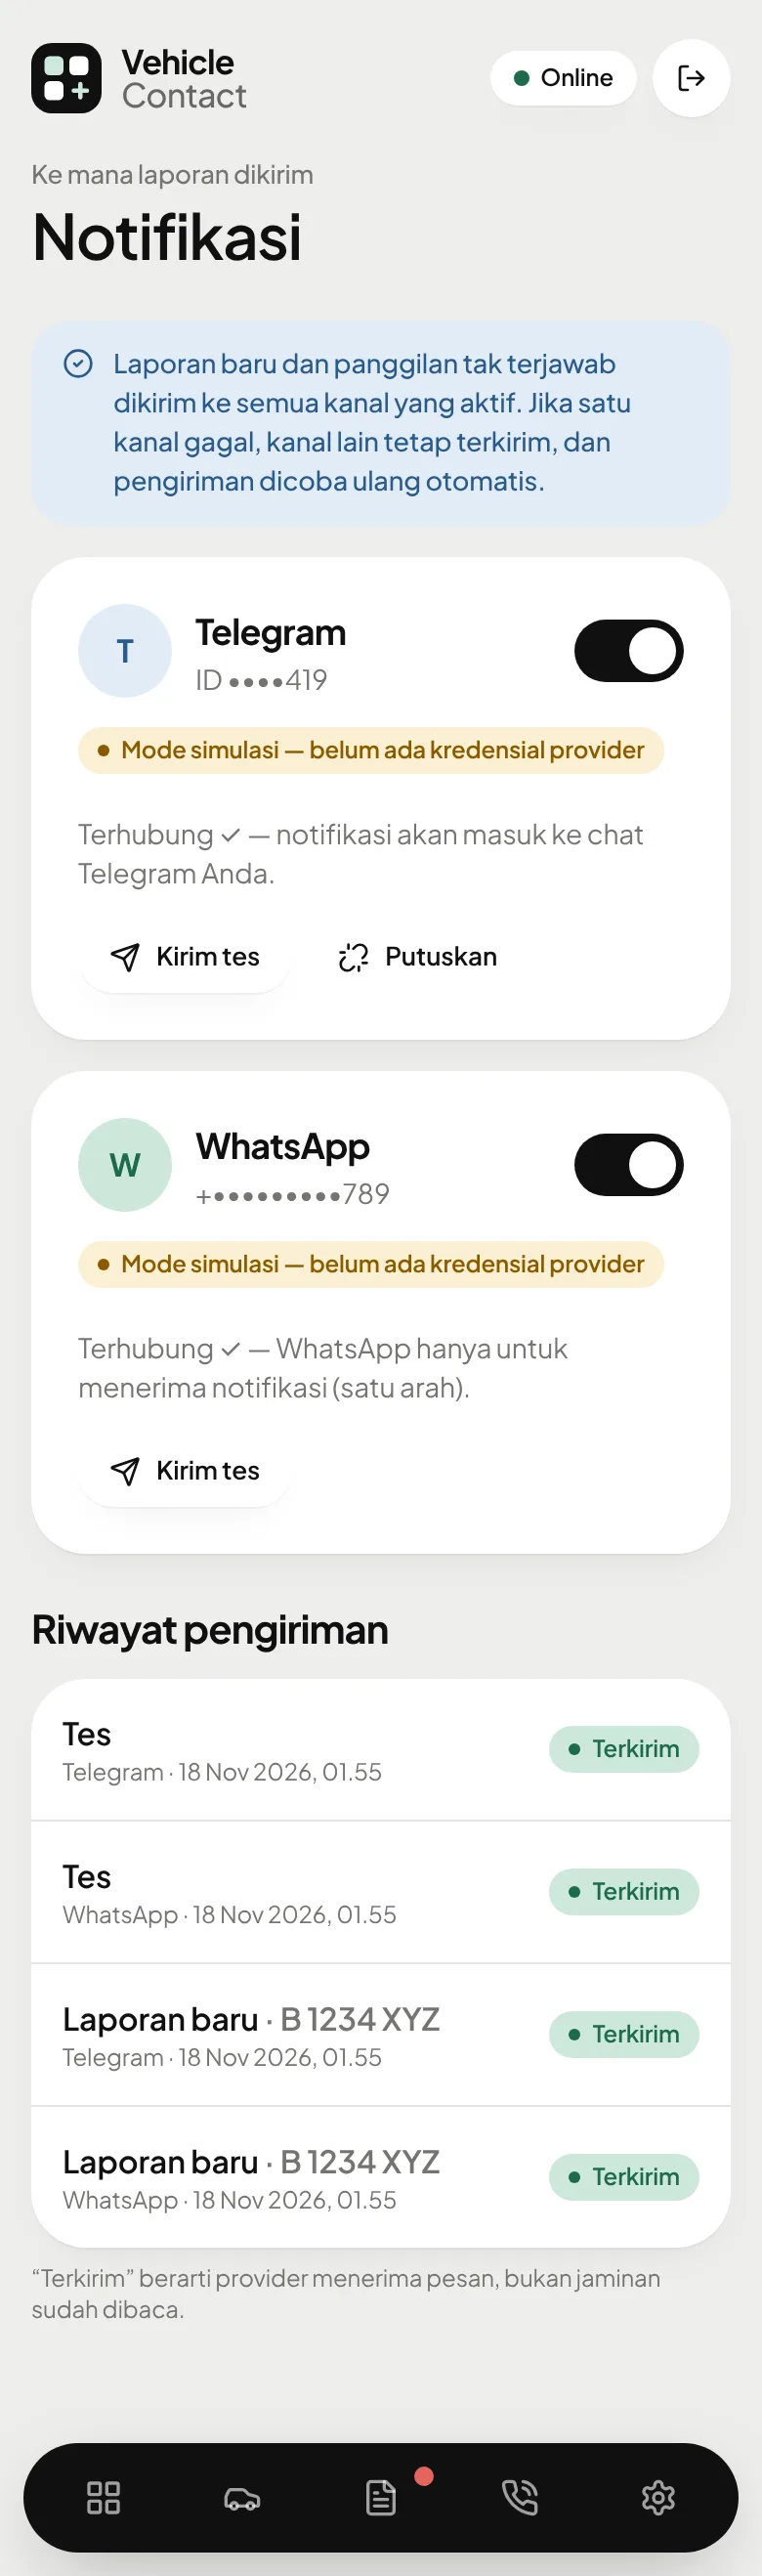 Vehicle
Contact
Online
Ke mana laporan dikirim
Notifikasi
Laporan baru dan panggilan tak terjawab
dikirim ke semua kanal yang aktif. Jika satu
kanal gagal, kanal lain tetap terkirim, dan
pengiriman dicoba ulang otomatis.
T
Telegram
ID ••••419
Mode simulasi — belum ada kredensial provider
Terhubung ✓ — notifikasi akan masuk ke chat
Telegram Anda.
Kirim tes
Putuskan
W
WhatsApp
+•••••••••789
Mode simulasi — belum ada kredensial provider
Terhubung ✓ — WhatsApp hanya untuk
menerima notifikasi (satu arah).
Kirim tes
Riwayat pengiriman
Tes
Telegram · 18 Nov 2026, 01.55
Terkirim
Tes
WhatsApp · 18 Nov 2026, 01.55
Terkirim
Laporan baru · B 1234 XYZ
Telegram · 18 Nov 2026, 01.55
Terkirim
Laporan baru · B 1234 XYZ
WhatsApp · 18 Nov 2026, 01.55
Terkirim
“Terkirim” berarti provider menerima pesan, bukan jaminan
sudah dibaca.